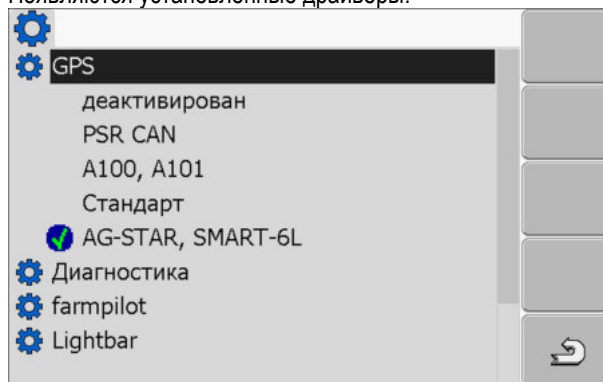 Появляются установленные драйверы.
GPS
деактивирован
PSR CAN
A100, A101
Стандарт
AG-STAR, SMART-6L
Диагностика
farmpilot
Lightbar